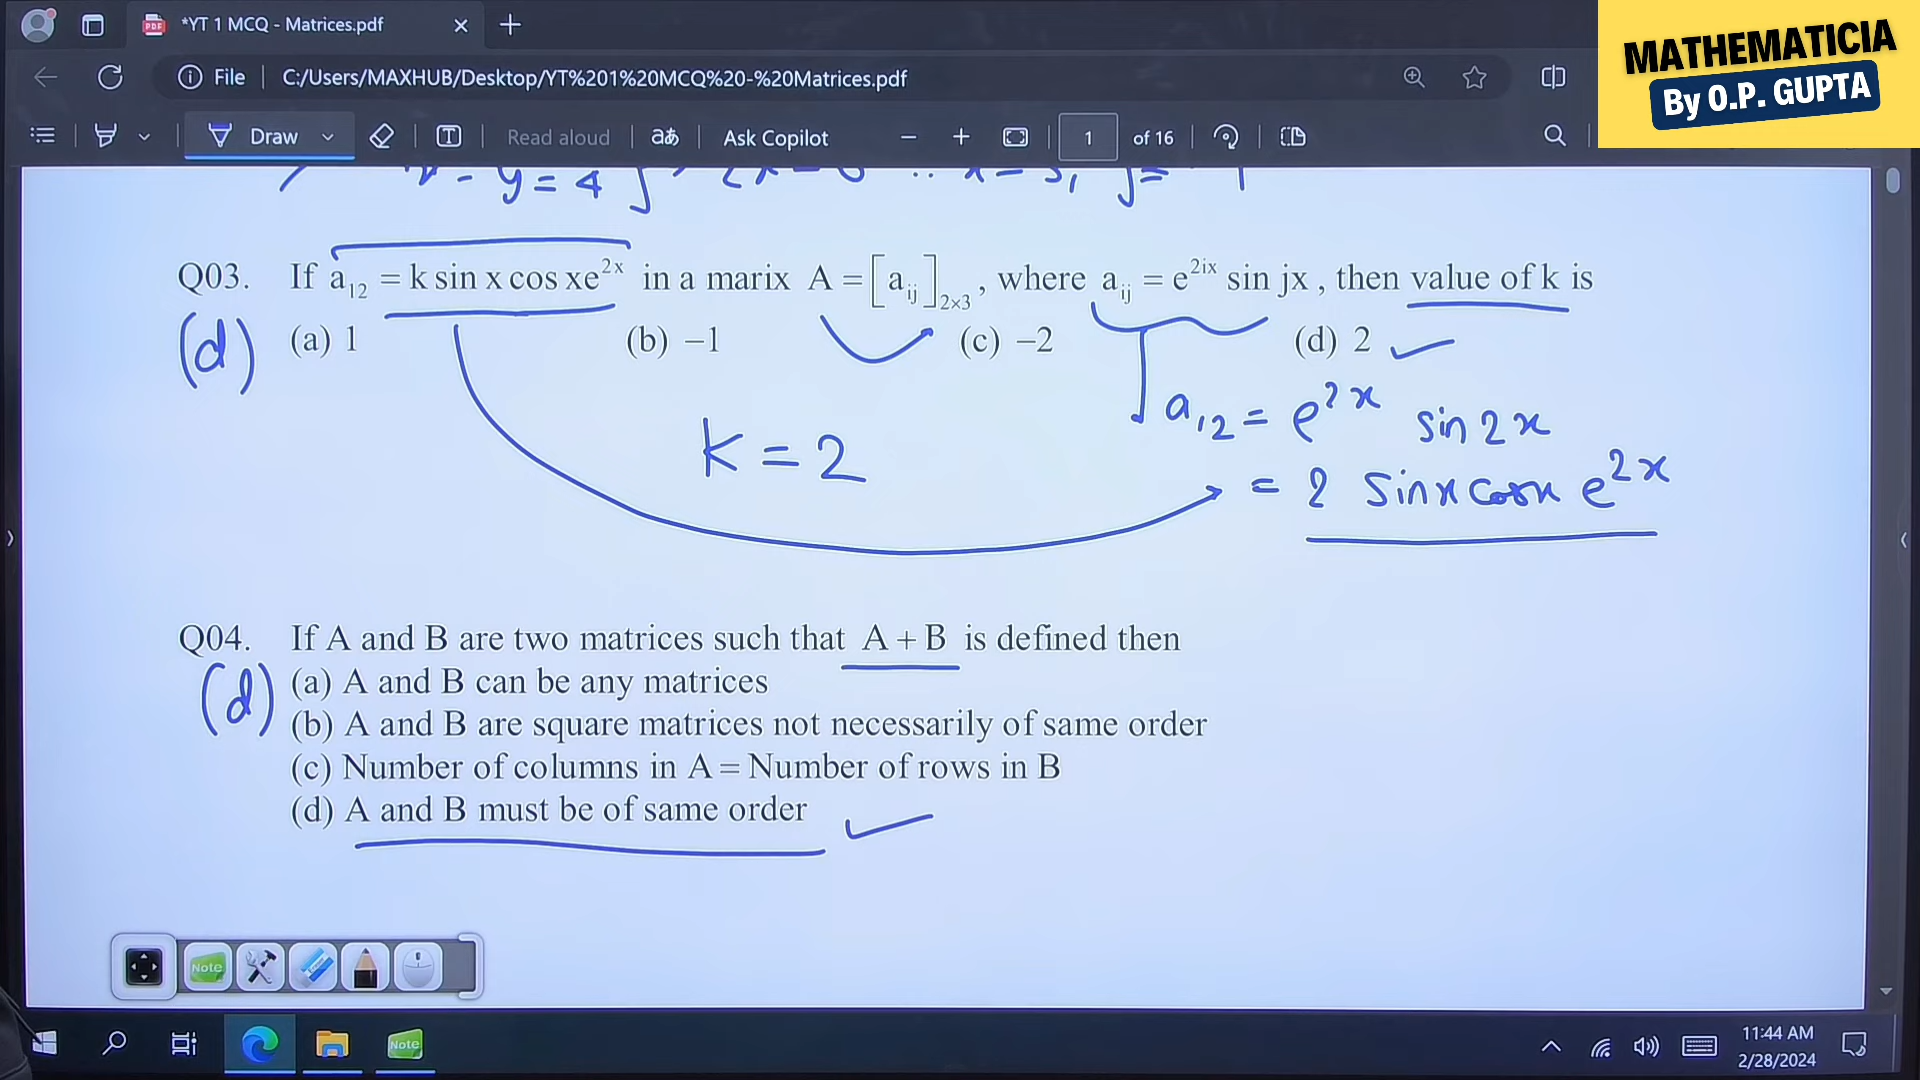 *YT 1 MCQ - Matrices.pdf
File C:/Users/MAXHUB/Desktop/YT%201%20MCQ%20-%20Matrices.pdf
MATHEMATICIA
By O.P. GUPTA
Draw Read aloud aあ Ask Copilot 1 of 16
x - y = 4
Q03. If a₁₂ = k sin x cos xe²ˣ in a marix A = [aᵢⱼ]₂ₓ₃, where aᵢⱼ = e²ⁱˣ sin jx, then value of k is
(d) (a) 1 (b) −1 (c) −2 (d) 2
a₁₂ = e²ˣ sin 2x
K = 2
= 2 sinx cosx e²ˣ
Q04. If A and B are two matrices such that A + B is defined then
(d) (a) A and B can be any matrices
(b) A and B are square matrices not necessarily of same order
(c) Number of columns in A = Number of rows in B
(d) A and B must be of same order
Note
Note
11:44 AM
2/28/2024